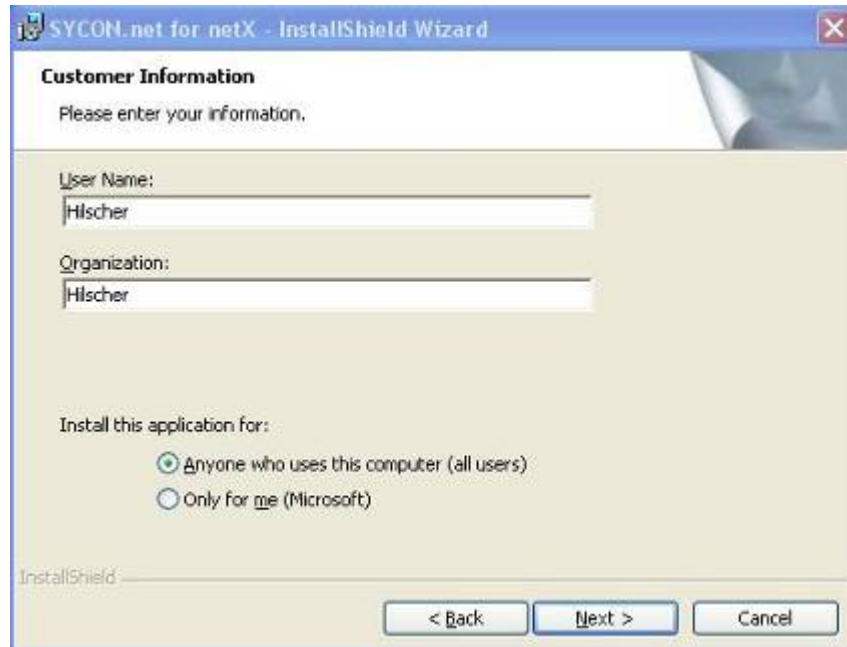 SYCON.net for netX - InstallShield Wizard
Customer Information
Please enter your information.
User Name:
Hilscher
Organization:
Hilscher
Install this application for:
Anyone who uses this computer (all users)
Only for me (Microsoft)
InstallShield
< Back Next > Cancel